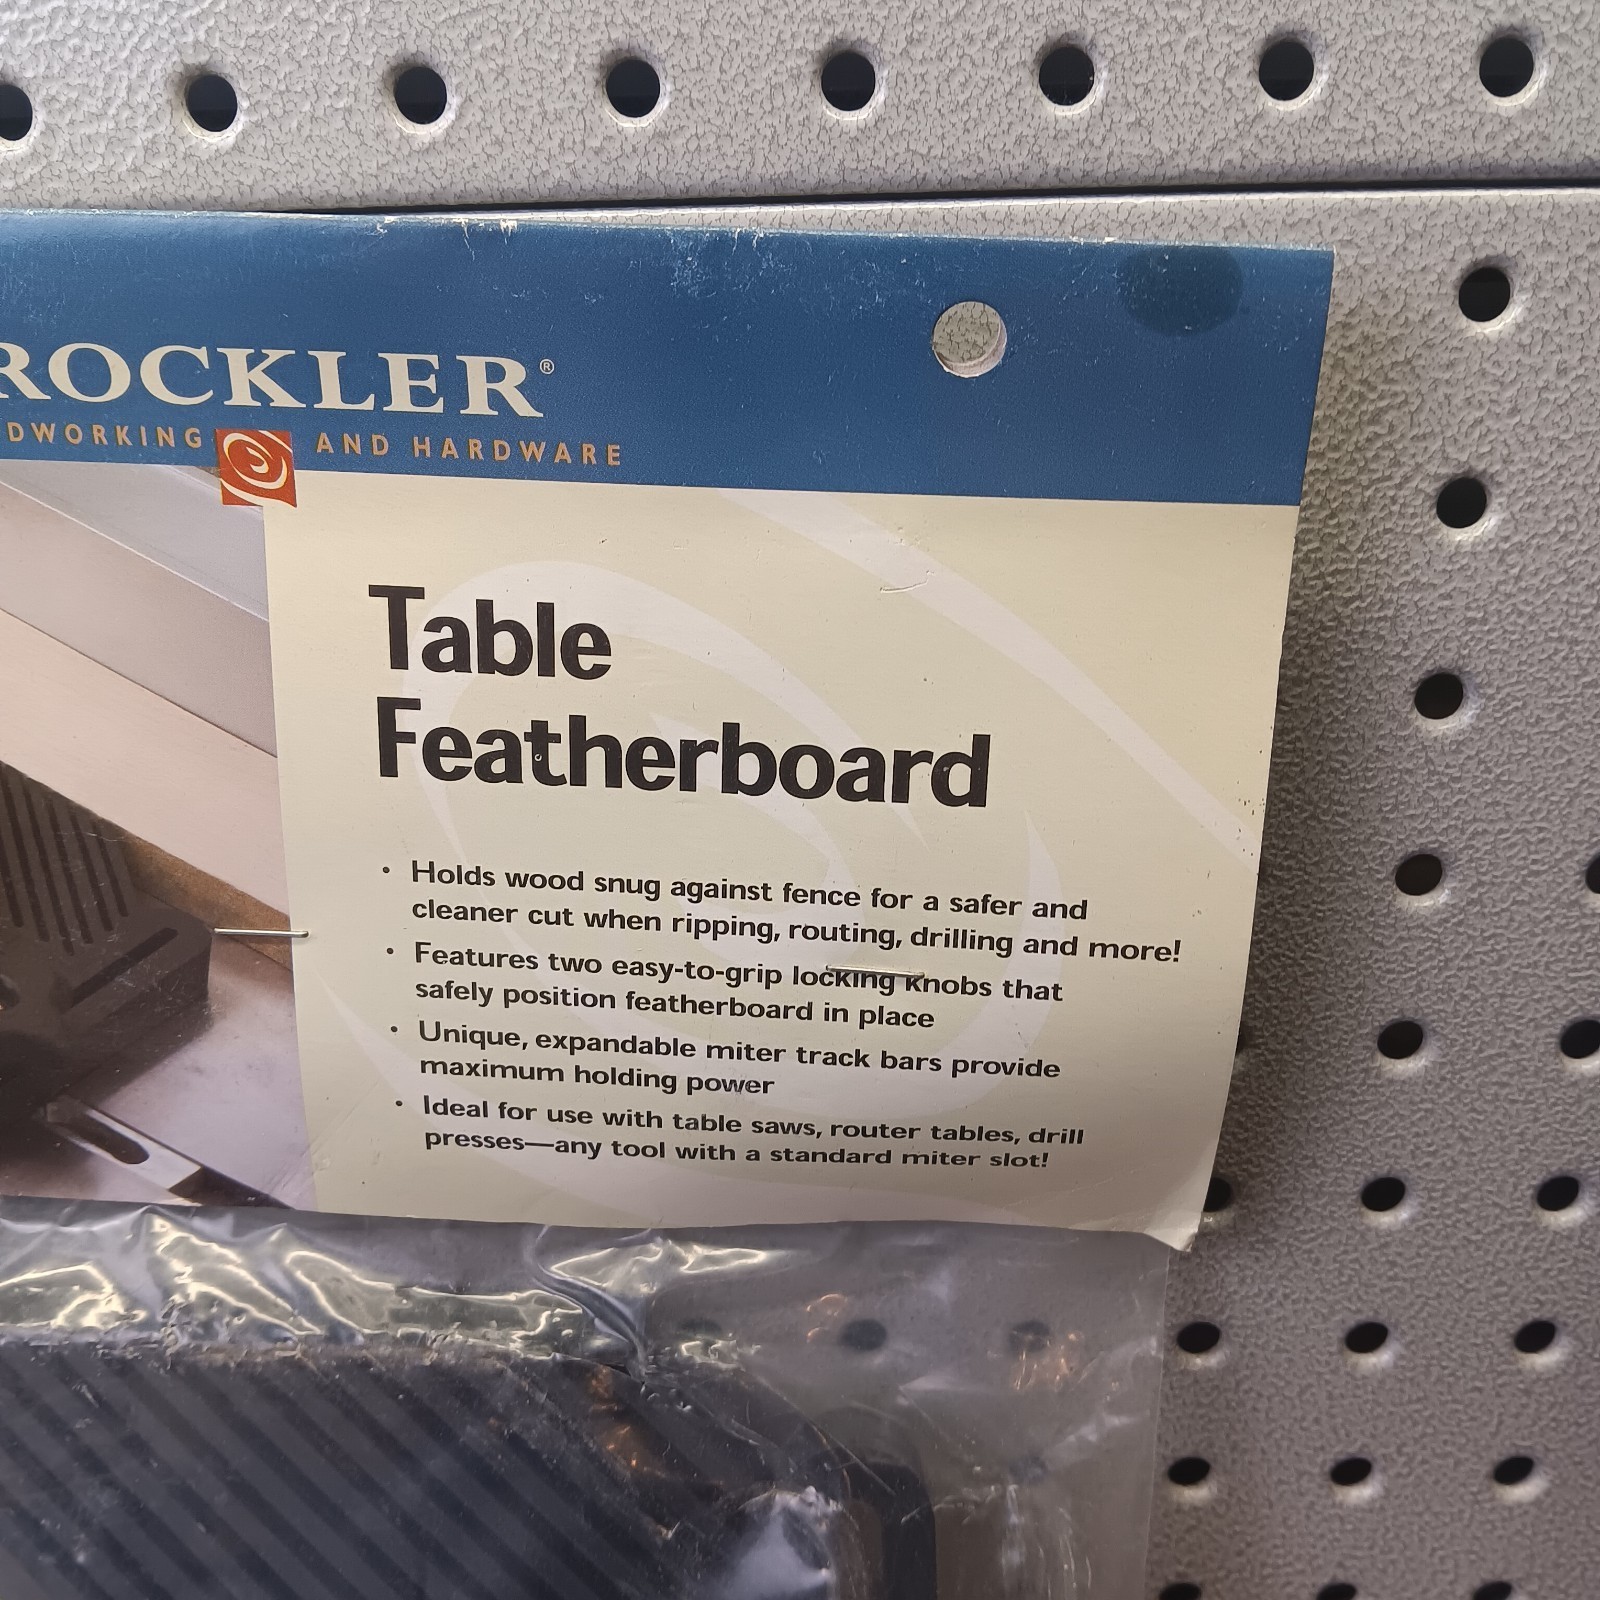 ROCKLER®
DWORKING AND HARDWARE
Table
Featherboard
• Holds wood snug against fence for a safer and
cleaner cut when ripping, routing, drilling and more!
• Features two easy-to-grip locking knobs that
safely position featherboard in place
• Unique, expandable miter track bars provide
maximum holding power
• Ideal for use with table saws, router tables, drill
presses—any tool with a standard miter slot!